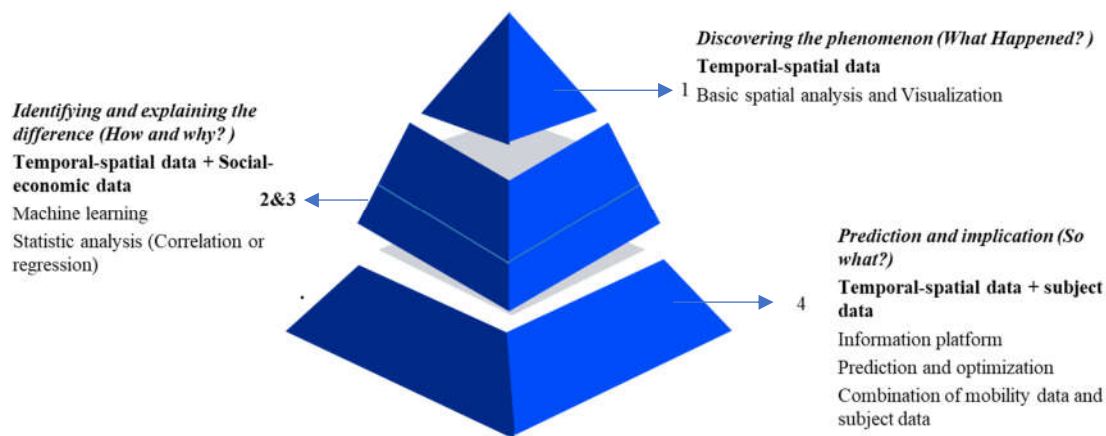 Discovering the phenomenon (What Happened? )
Temporal-spatial data
1 Basic spatial analysis and Visualization
Identifying and explaining the
difference (How and why? )
Temporal-spatial data + Social-
economic data
2&3
Machine learning
Statistic analysis (Correlation or
regression)
.
Prediction and implication (So
what?)
Temporal-spatial data + subject
data
4
Information platform
Prediction and optimization
Combination of mobility data and
subject data